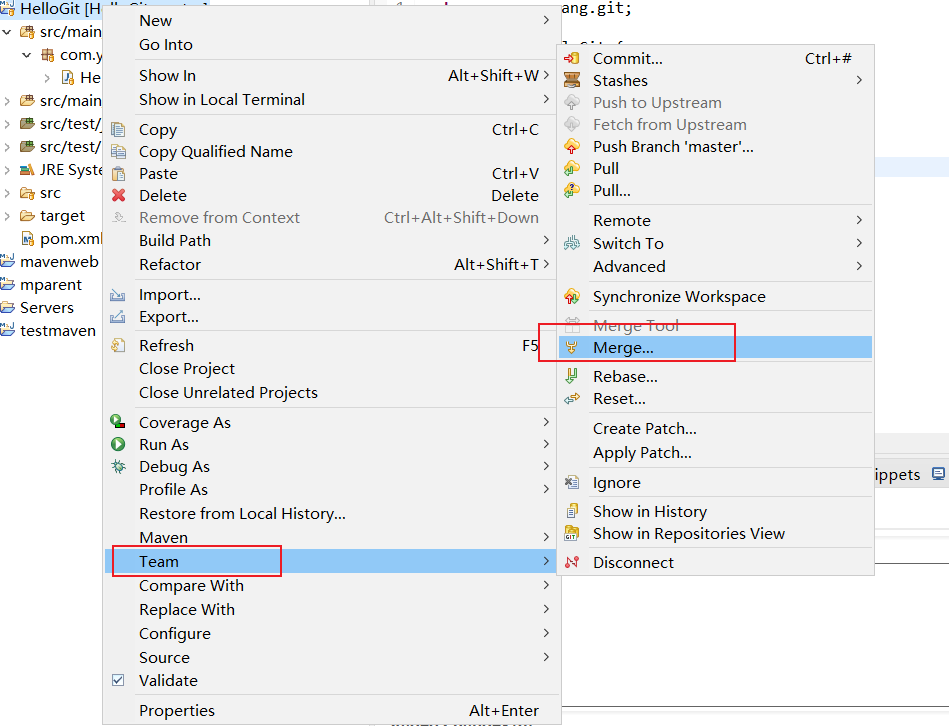 HelloGit
ang.git;
src/main
com.y
He
src/main
src/test/
src/test/
JRE Syste
src
target
pom.xml
mavenweb
mparent
Servers
testmaven
New
Go Into
Show In Alt+Shift+W
Show in Local Terminal
Copy Ctrl+C
Copy Qualified Name
Paste Ctrl+V
Delete Delete
Remove from Context Ctrl+Alt+Shift+Down
Build Path
Refactor Alt+Shift+T
Import...
Export...
Refresh F5
Close Project
Close Unrelated Projects
Coverage As
Run As
Debug As
Profile As
Restore from Local History...
Maven
Team
Compare With
Replace With
Configure
Source
Validate
Properties Alt+Enter
Commit... Ctrl+#
Stashes
Push to Upstream
Fetch from Upstream
Push Branch 'master'...
Pull
Pull...
Remote
Switch To
Advanced
Synchronize Workspace
Merge Tool
Merge...
Rebase...
Reset...
Create Patch...
Apply Patch...
Ignore
Show in History
Show in Repositories View
Disconnect
ippets